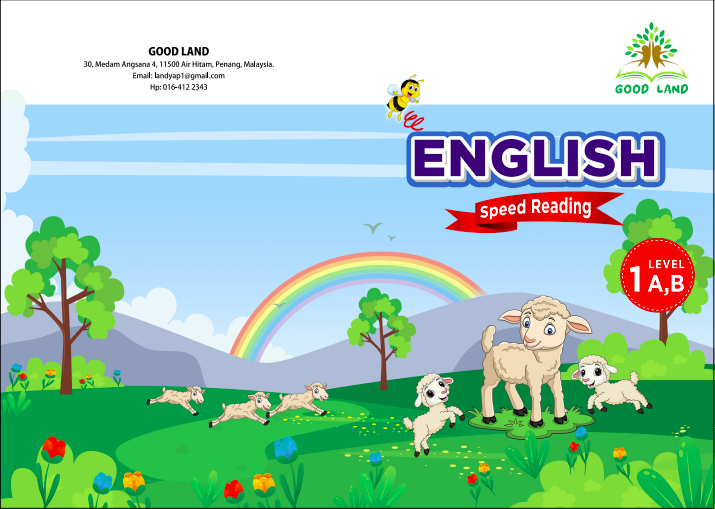 GOOD LAND
30, Medam Angsana 4, 11500 Air Hitam, Penang, Malaysia.
Email: landyap1@gmail.com
Hp: 016-412 2343
GOOD LAND
ENGLISH
Speed Reading
1 LEVEL
A,B